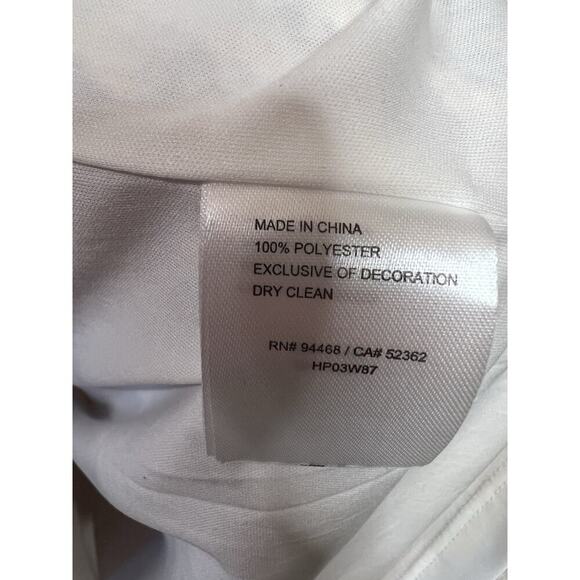 MADE IN CHINA
100% POLYESTER
EXCLUSIVE OF DECORATION
DRY CLEAN
RN# 94468 / CA# 52362
HP03W87